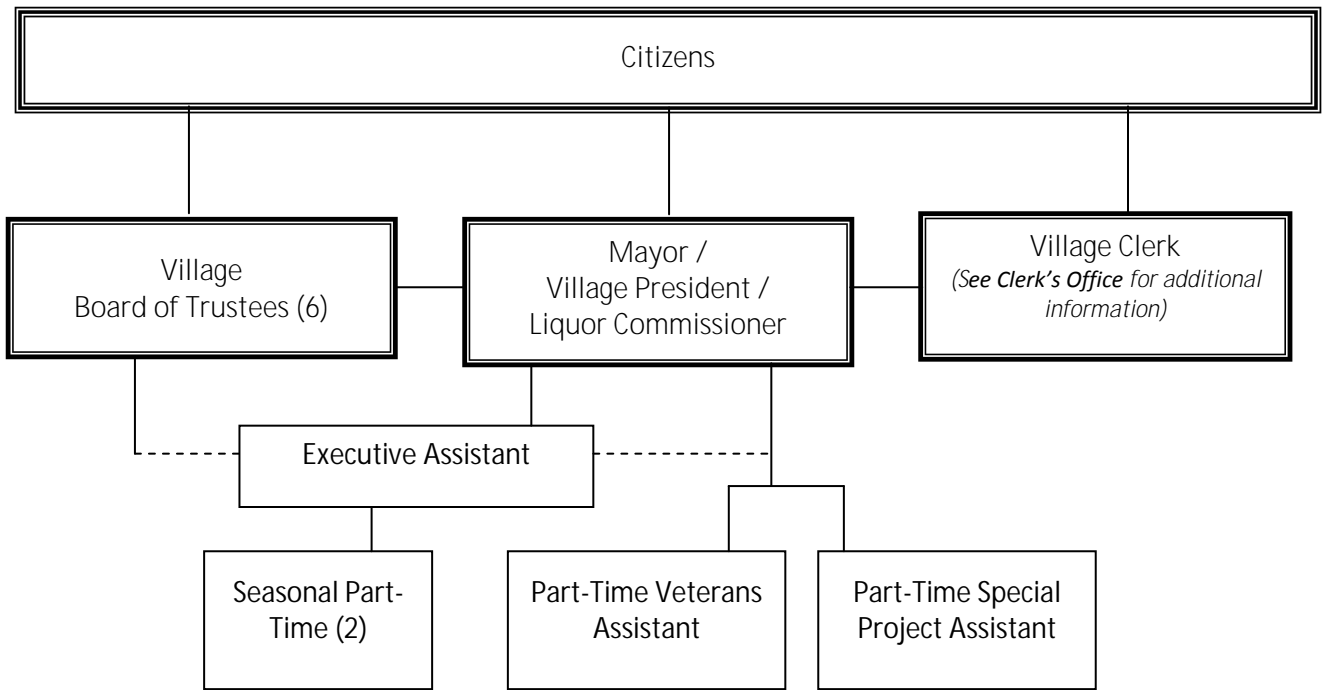 Citizens
Village
Board of Trustees (6)
Mayor /
Village President /
Liquor Commissioner
Village Clerk
(See Clerk’s Office for additional
information)
Executive Assistant
Seasonal Part-
Time (2)
Part-Time Veterans
Assistant
Part-Time Special
Project Assistant